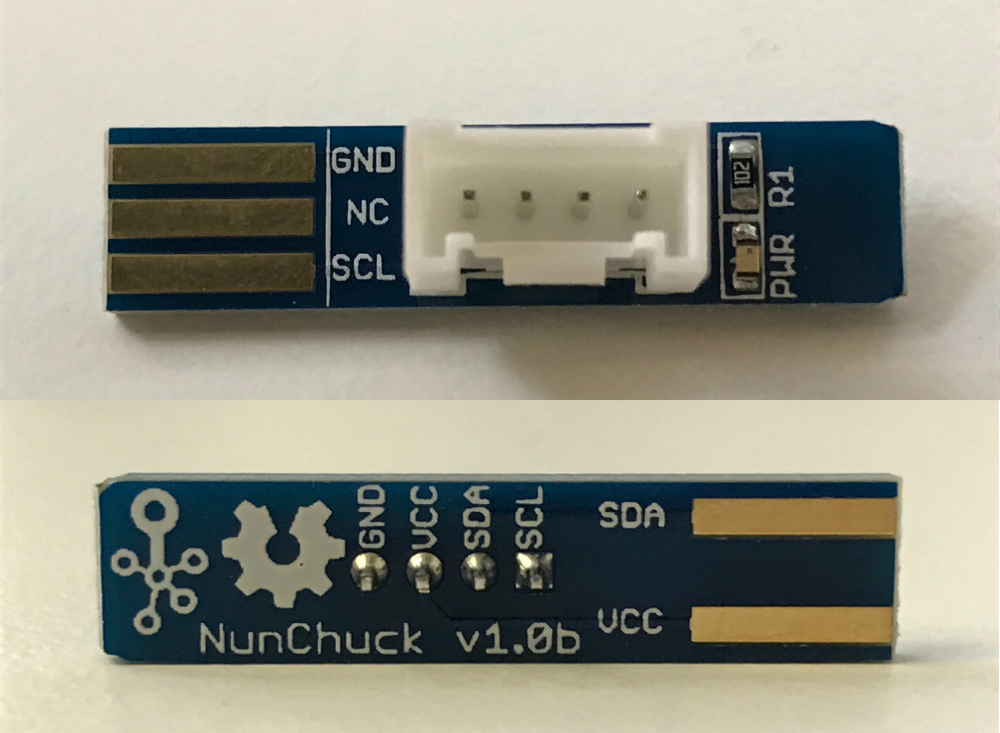 GND
NC
SCL
102
R1
PWR
GND
VCC
SDA
SCL
SDA
VCC
NunChuck v1.0b